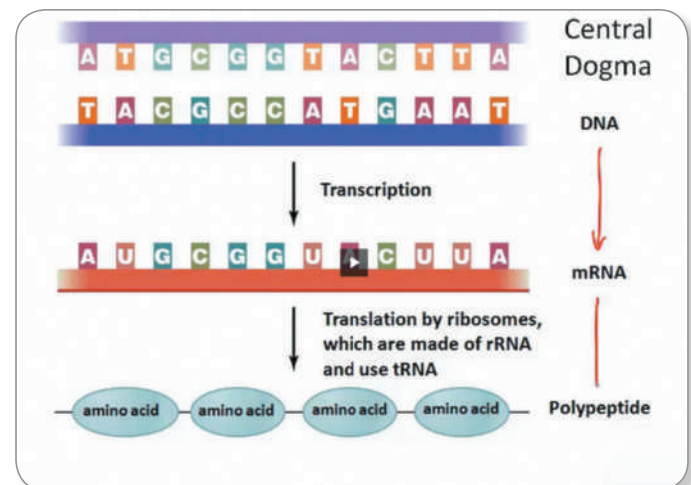 Central
Dogma
A T G C G G T A C T T A
T A C G C C A T G A A T
DNA
Transcription
A U G C G G U A C U U A
mRNA
Translation by ribosomes,
which are made of rRNA
and use tRNA
amino acid amino acid amino acid amino acid
Polypeptide